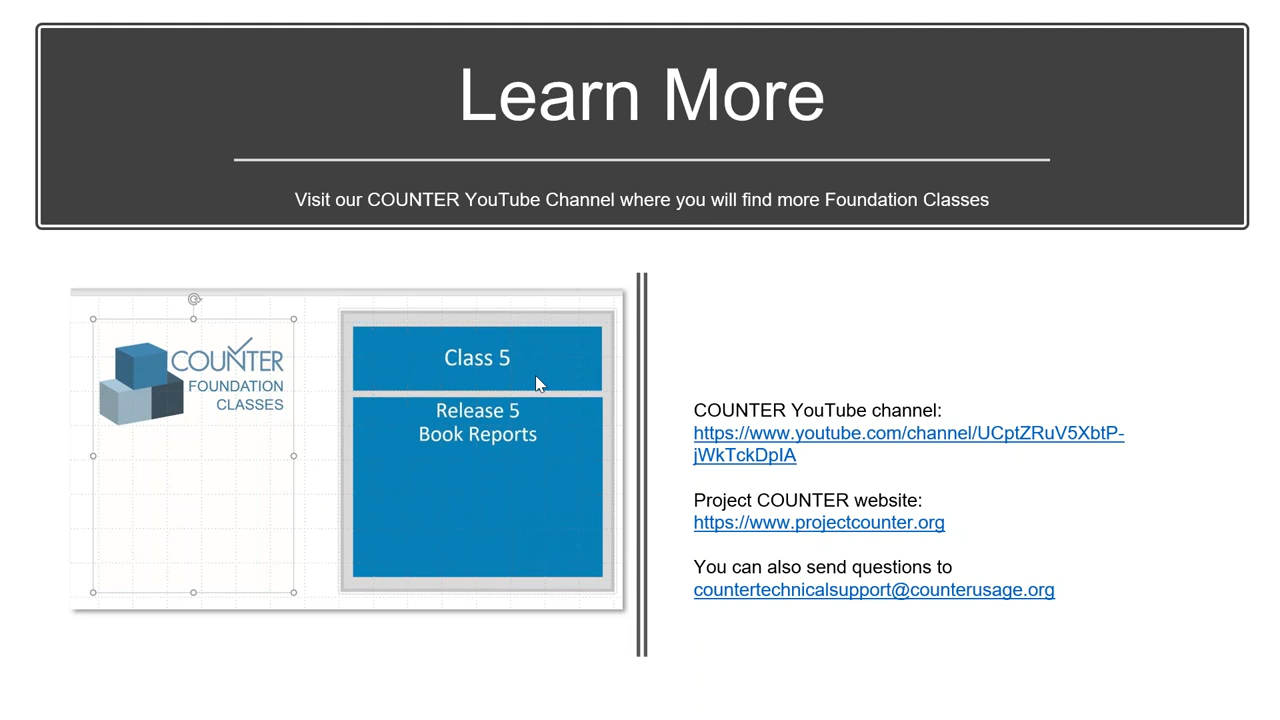 Learn More
Visit our COUNTER YouTube Channel where you will find more Foundation Classes
COUNTER
FOUNDATION
CLASSES
Class 5
Release 5
Book Reports
COUNTER YouTube channel:
https://www.youtube.com/channel/UCptZRuV5XbtP-
jWkTckDpIA
Project COUNTER website:
https://www.projectcounter.org
You can also send questions to
countertechnicalsupport@counterusage.org